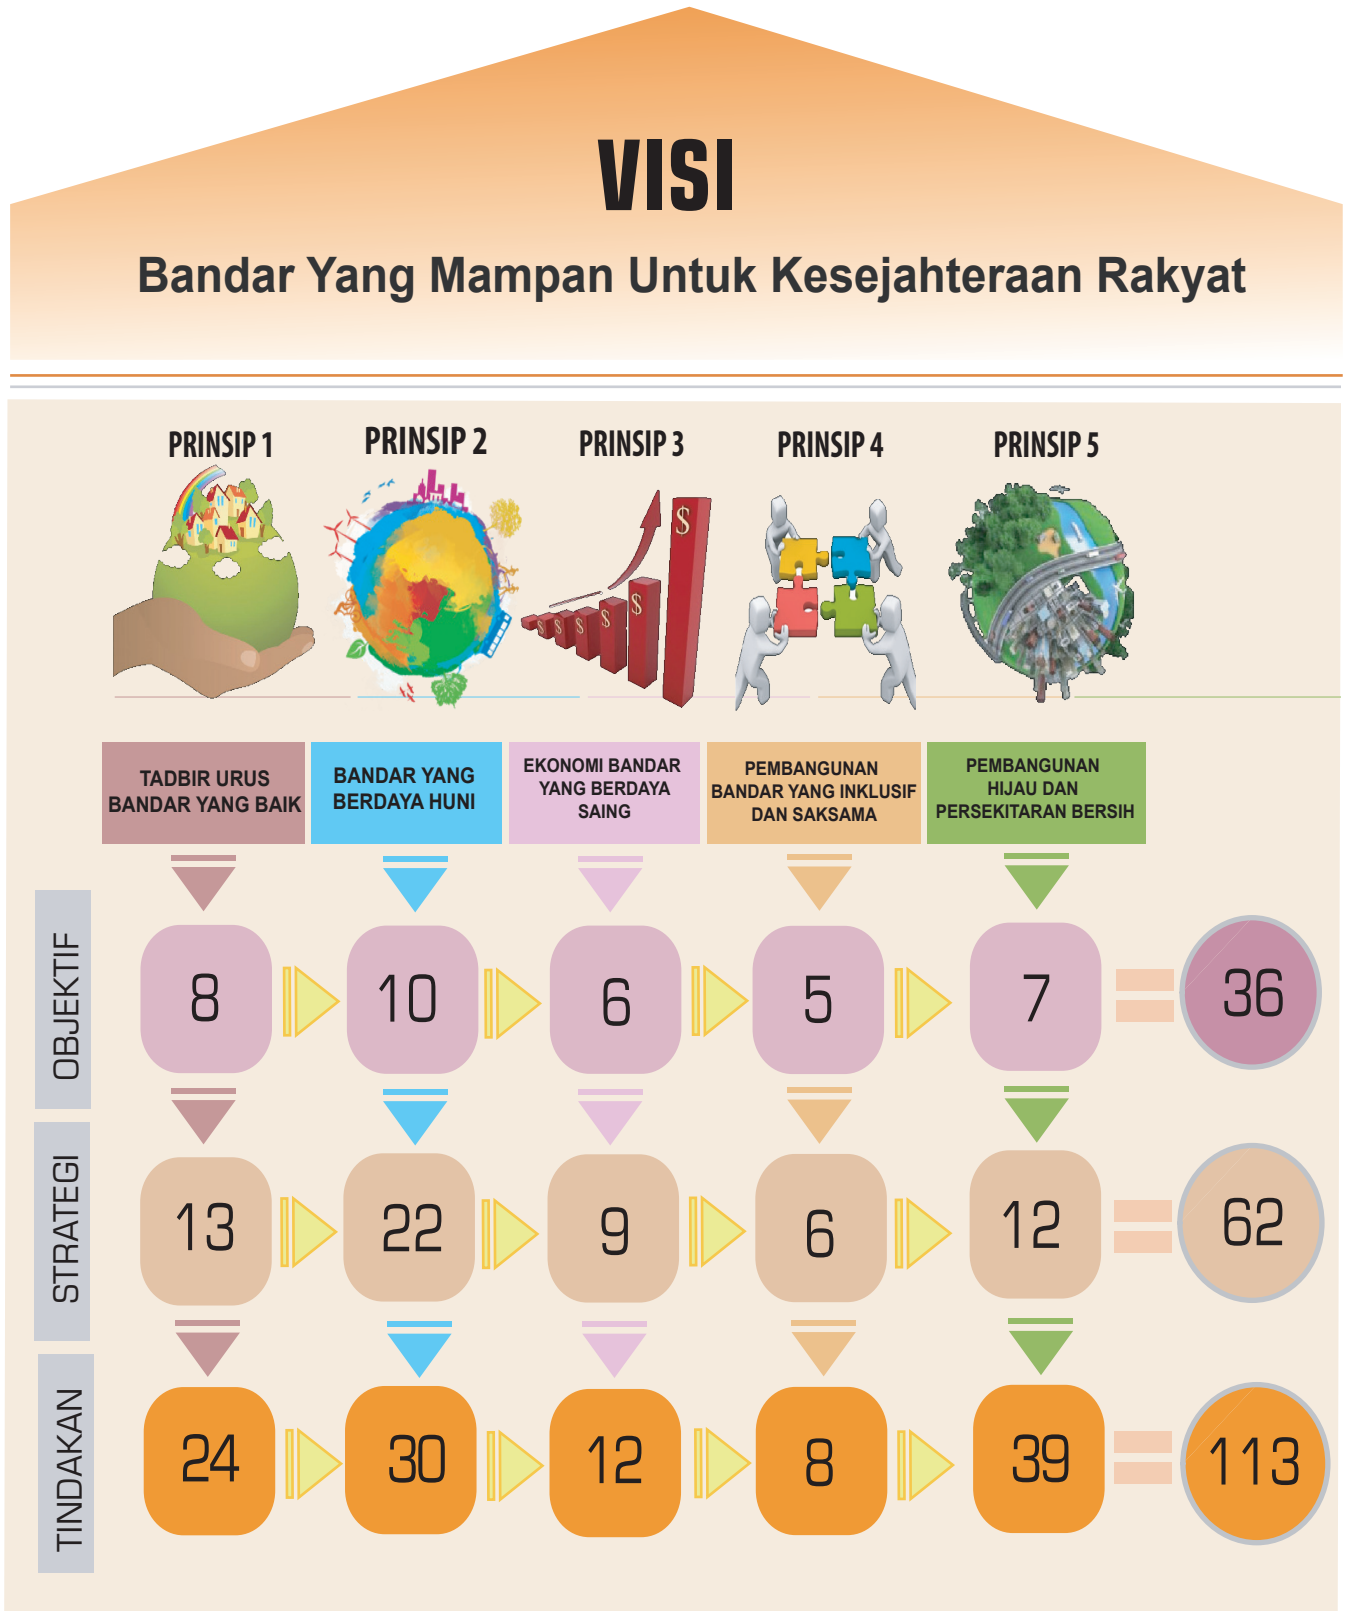 VISI
Bandar Yang Mampan Untuk Kesejahteraan Rakyat
PRINSIP 1
PRINSIP 2
PRINSIP 3
PRINSIP 4
PRINSIP 5
$ $ $ $ $ $
TADBIR URUS
BANDAR YANG BAIK
BANDAR YANG
BERDAYA HUNI
EKONOMI BANDAR
YANG BERDAYA
SAING
PEMBANGUNAN
BANDAR YANG INKLUSIF
DAN SAKSAMA
PEMBANGUNAN
HIJAU DAN
PERSEKITARAN BERSIH
OBJEKTIF
8 10 6 5 7 36
STRATEGI
13 22 9 6 12 62
TINDAKAN
24 30 12 8 39 113